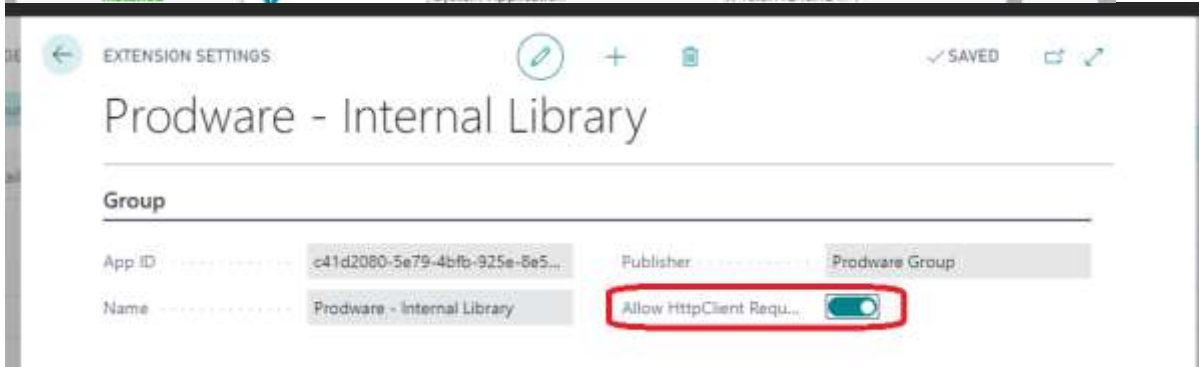 EXTENSION SETTINGS
SAVED
Prodware - Internal Library
Group
App ID
c41d2080-5e79-4bfb-925e-8e5...
Publisher
Prodware Group
Name
Prodware - Internal Library
Allow HttpClient Requ...